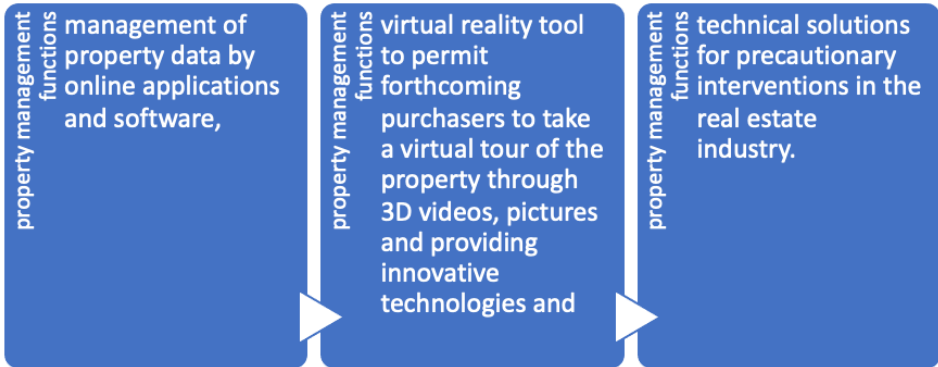 property management
functions
management of
property data by
online applications
and software,
property management
functions
virtual reality tool
to permit
forthcoming
purchasers to take
a virtual tour of the
property through
3D videos, pictures
and providing
innovative
technologies and
property management
functions
technical solutions
for precautionary
interventions in the
real estate
industry.